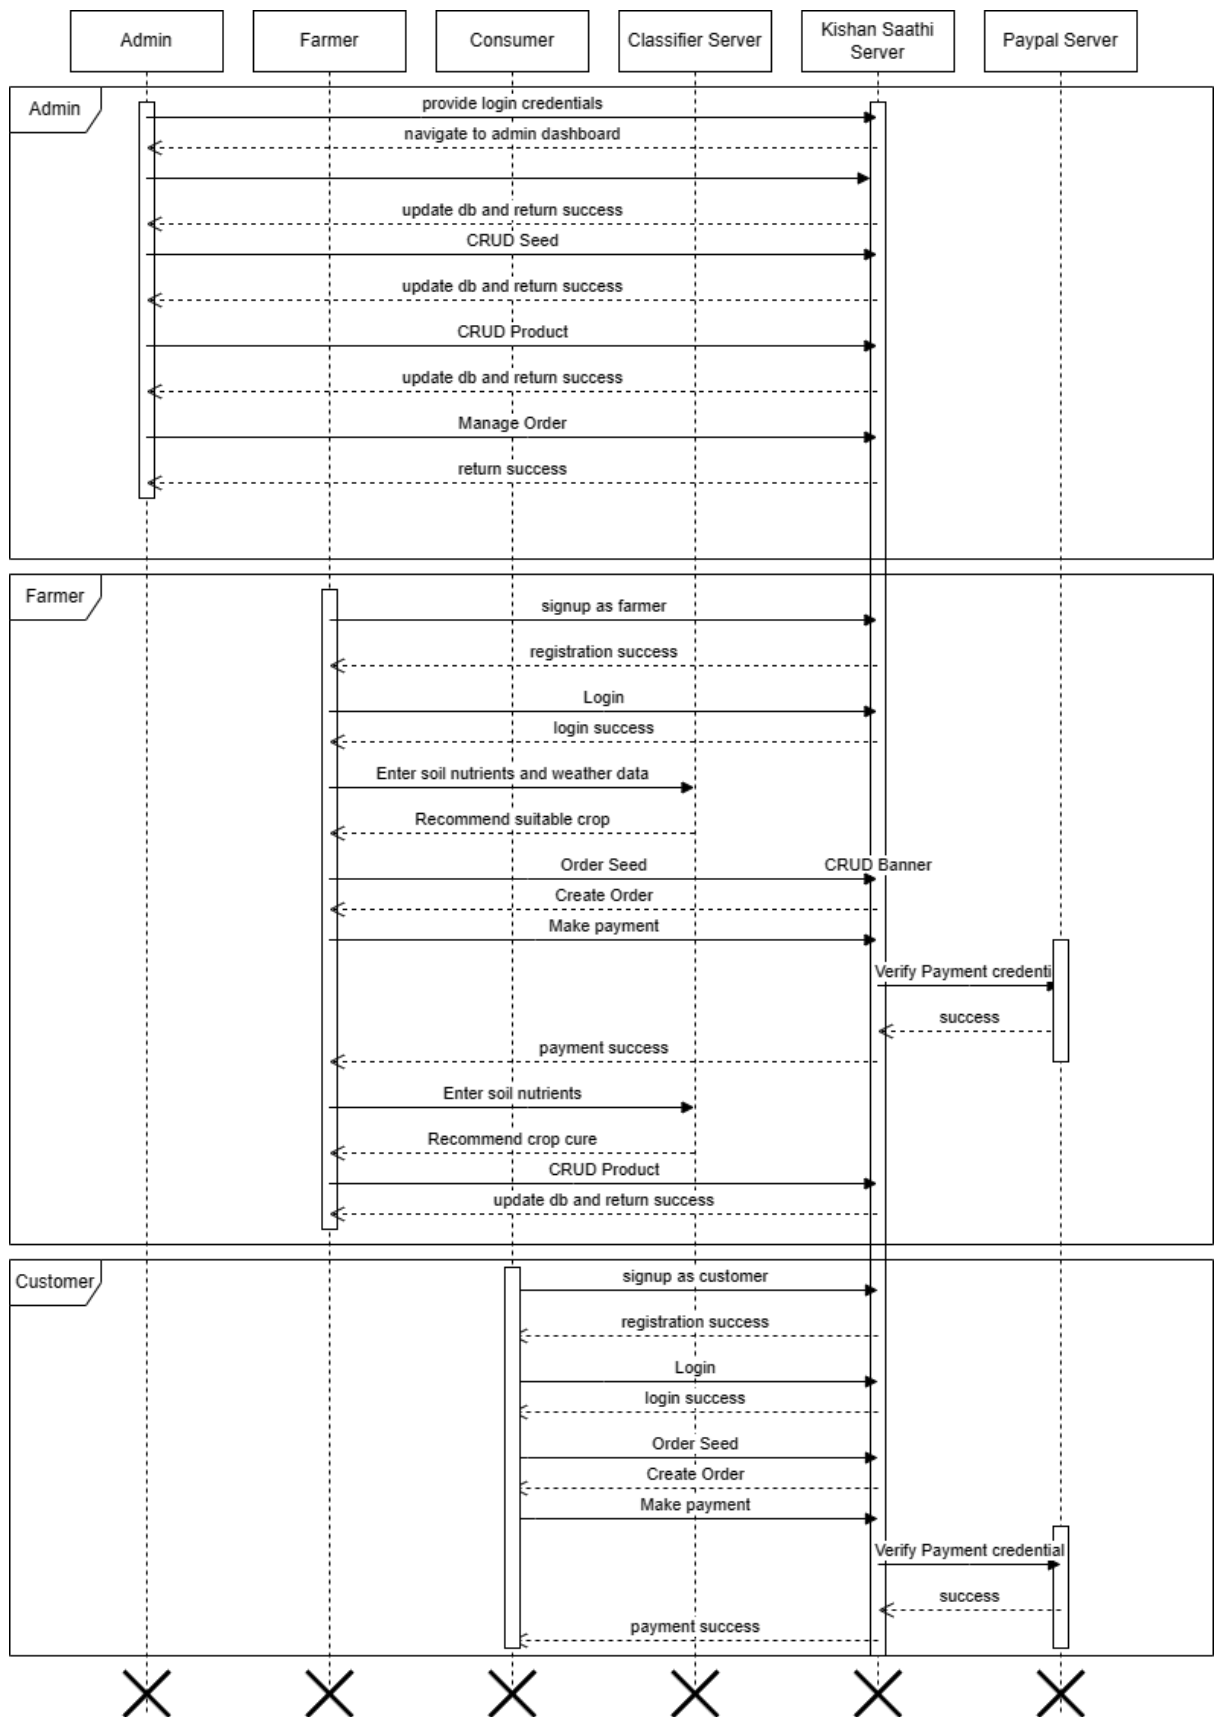 Admin
Farmer
Consumer
Classifier Server
Kishan Saathi
Server
Paypal Server
Admin
provide login credentials
navigate to admin dashboard
update db and return success
CRUD Seed
update db and return success
CRUD Product
update db and return success
Manage Order
return success
Farmer
signup as farmer
registration success
Login
login success
Enter soil nutrients and weather data
Recommend suitable crop
Order Seed
CRUD Banner
Create Order
Make payment
Verify Payment credenti
success
payment success
Enter soil nutrients
Recommend crop cure
CRUD Product
update db and return success
Customer
signup as customer
registration success
Login
login success
Order Seed
Create Order
Make payment
Verify Payment credential
success
payment success